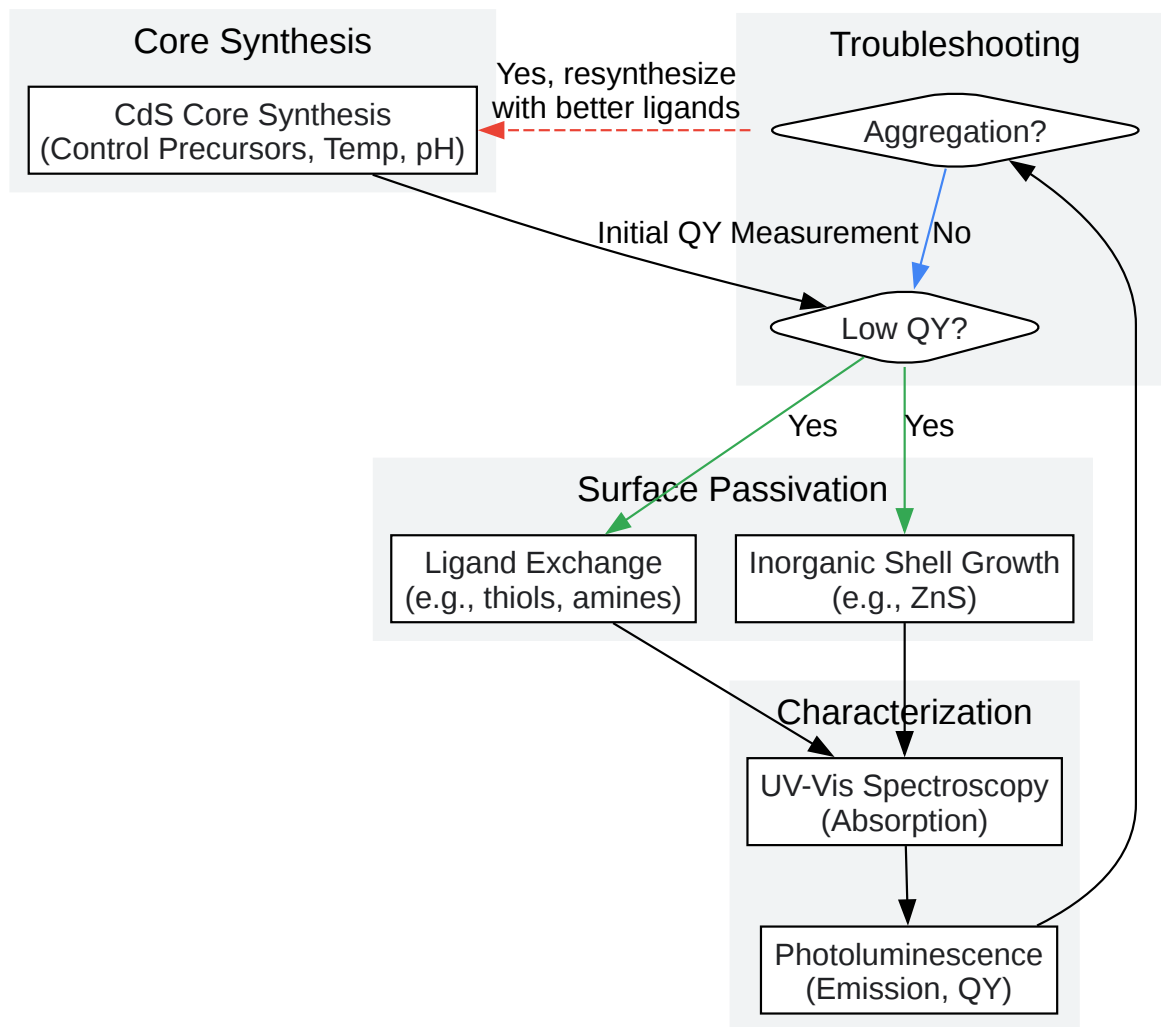 Core Synthesis
CdS Core Synthesis
(Control Precursors, Temp, pH)
Yes, resynthesize
with better ligands
Troubleshooting
Aggregation?
Initial QY Measurement
No
Low QY?
Yes
Yes
Surface Passivation
Ligand Exchange
(e.g., thiols, amines)
Inorganic Shell Growth
(e.g., ZnS)
Characterization
UV-Vis Spectroscopy
(Absorption)
Photoluminescence
(Emission, QY)